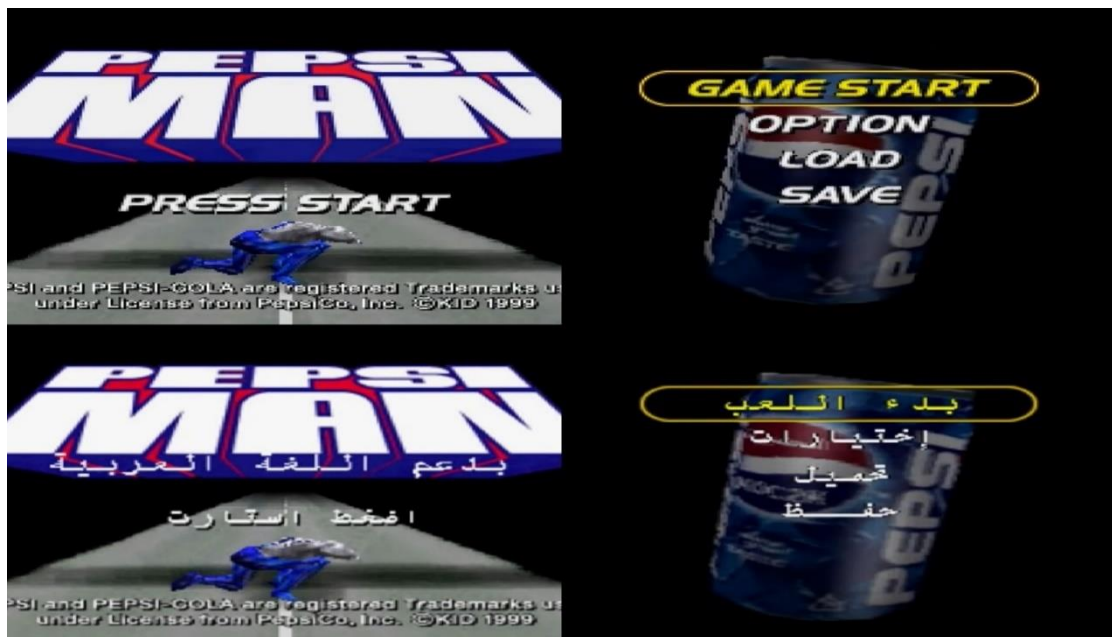 PEPSI
MAN
PRESS START
PSI and PEPSI-COLA are registered Trademarks u
under License from PepsiCo, Inc. ©KID 1999
GAME START
OPTION
LOAD
SAVE
PEPSI
TASTE
PEPSI
MAN
بدعم اللغة العربية
اضغط استارت
PSI and PEPSI-COLA are registered Trademarks u
under License from PepsiCo, Inc. ©KID 1999
بدء اللعب
إختيارات
تحميل
حفظ
PEPSI